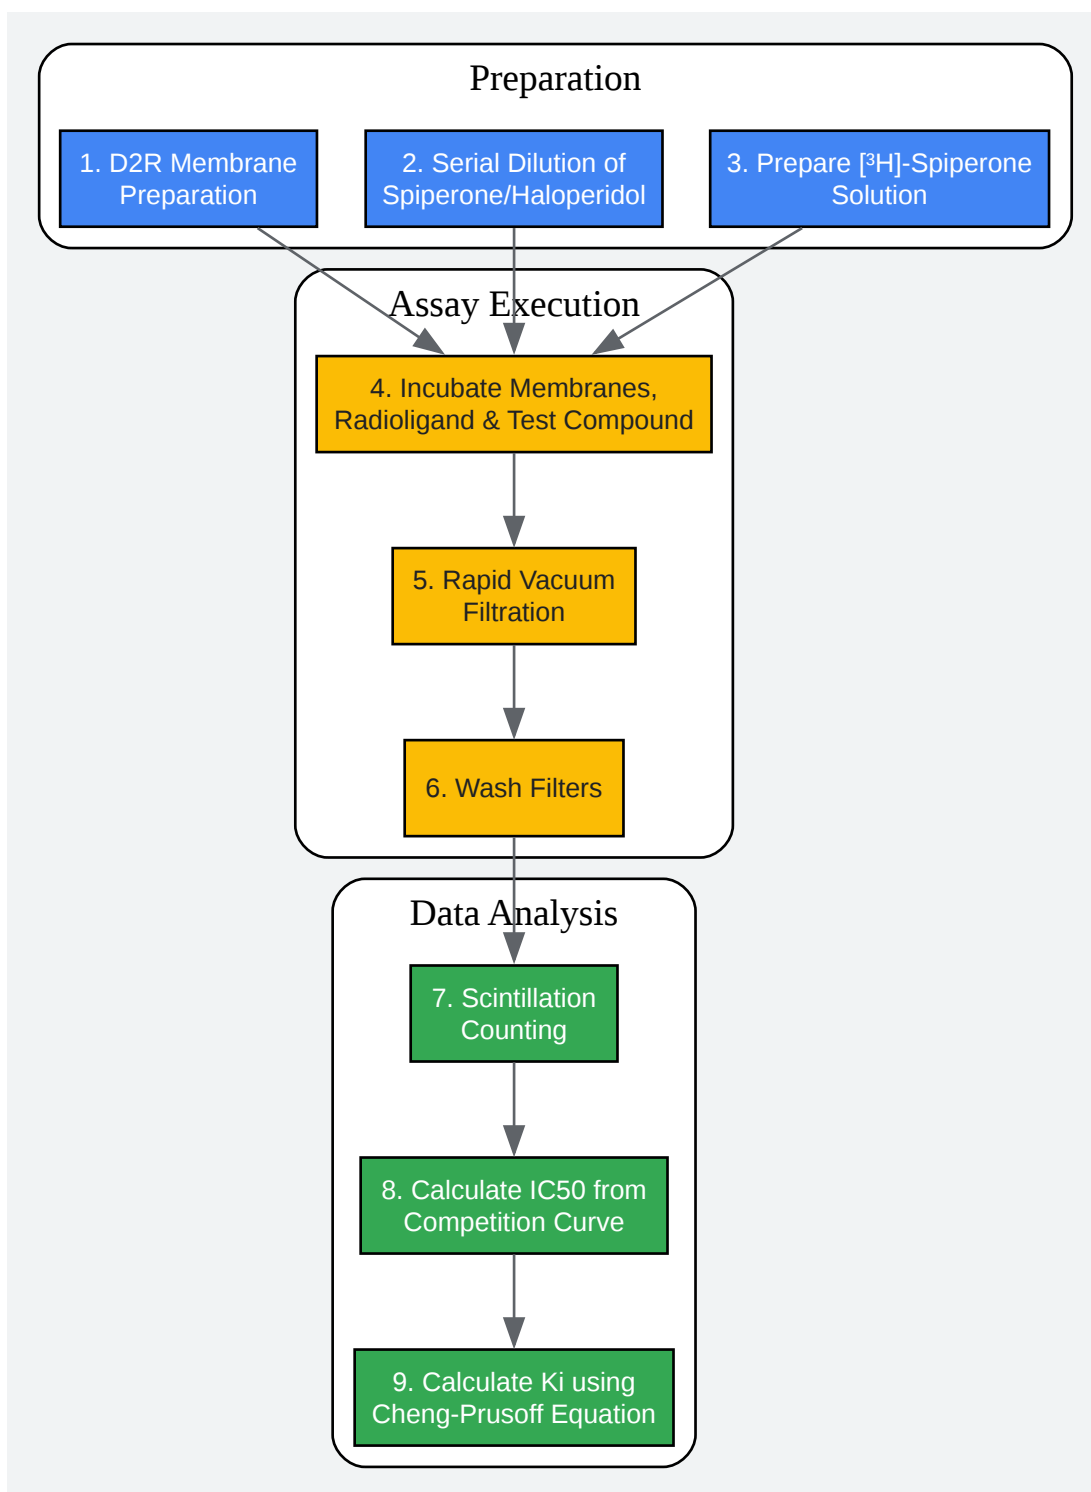 Preparation
1. D2R Membrane
Preparation
2. Serial Dilution of
Spiperone/Haloperidol
3. Prepare [³H]-Spiperone
Solution
Assay Execution
4. Incubate Membranes,
Radioligand & Test Compound
5. Rapid Vacuum
Filtration
6. Wash Filters
Data Analysis
7. Scintillation
Counting
8. Calculate IC50 from
Competition Curve
9. Calculate Ki using
Cheng-Prusoff Equation